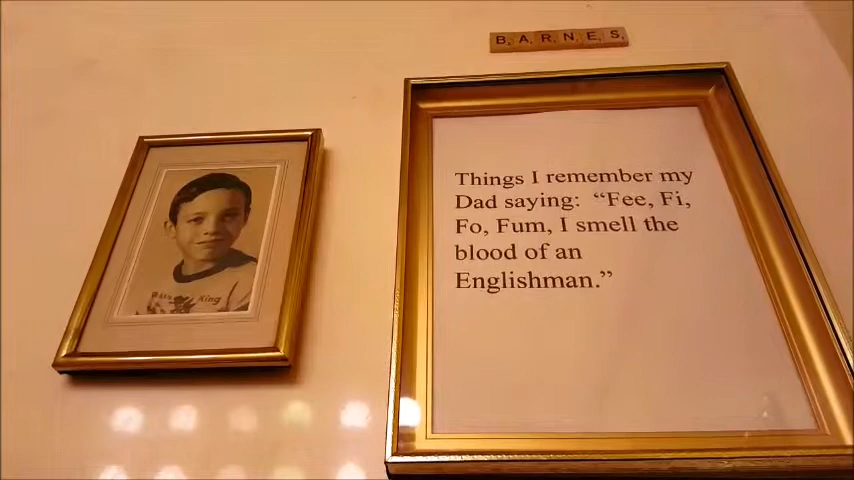 BARNES
Things I remember my
Dad saying: “Fee, Fi,
Fo, Fum, I smell the
blood of an
Englishman.”
King